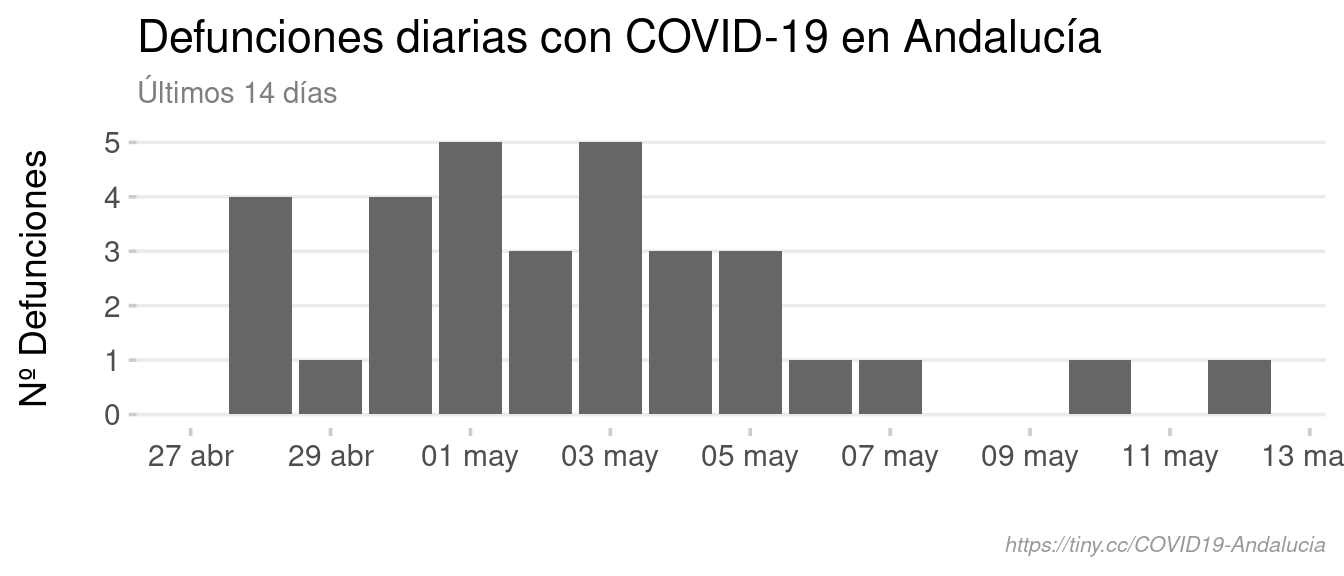 Defunciones diarias con COVID-19 en Andalucía
Últimos 14 días
Nº Defunciones
5
4
3
2
1
0
27 abr 29 abr 01 may 03 may 05 may 07 may 09 may 11 may 13 ma
https://tiny.cc/COVID19-Andalucia